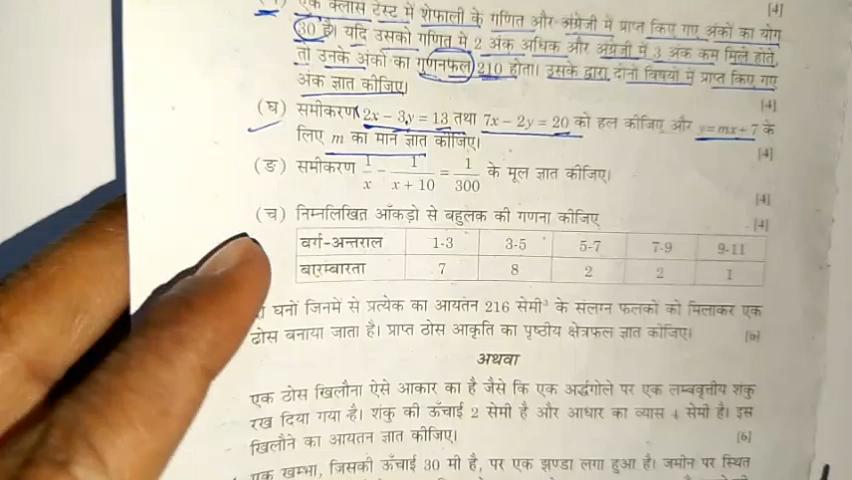 एक क्लास टेस्ट में शेफाली के गणित और अंग्रेजी में प्राप्त किए गए अंकों का योग [4]
30 है। यदि उसको गणित में 2 अंक अधिक और अंग्रेजी में 3 अंक कम मिले होते,
तो उनके अंकों का गुणनफल 210 होता। उसके द्वारा दोनों विषयों में प्राप्त किए गए
अंक ज्ञात कीजिए। [4]
(घ) समीकरण 2x − 3y = 13 तथा 7x − 2y = 20 को हल कीजिए और y = mx + 7 के
लिए m का मान ज्ञात कीजिए। [4]
(ङ) समीकरण 1/x − 1/(x + 10) = 1/300 के मूल ज्ञात कीजिए। [4]
(च) निम्नलिखित आँकड़ो से बहुलक की गणना कीजिए [4]
वर्ग-अन्तराल 1-3 3-5 5-7 7-9 9-11
बारम्बारता 7 8 2 2 1
घनों जिनमें से प्रत्येक का आयतन 216 सेमी³ के संलग्न फलकों को मिलाकर एक
ठोस बनाया जाता है। प्राप्त ठोस आकृति का पृष्ठीय क्षेत्रफल ज्ञात कीजिए। [6]
अथवा
एक ठोस खिलौना ऐसे आकार का है जैसे कि एक अर्द्धगोले पर एक लम्बवृत्तीय शंकु
रख दिया गया है। शंकु की ऊँचाई 2 सेमी है और आधार का व्यास 4 सेमी है। इस
खिलौने का आयतन ज्ञात कीजिए। [6]
एक खम्भा, जिसकी ऊँचाई 30 मी है, पर एक झण्डा लगा हुआ है। जमीन पर स्थित